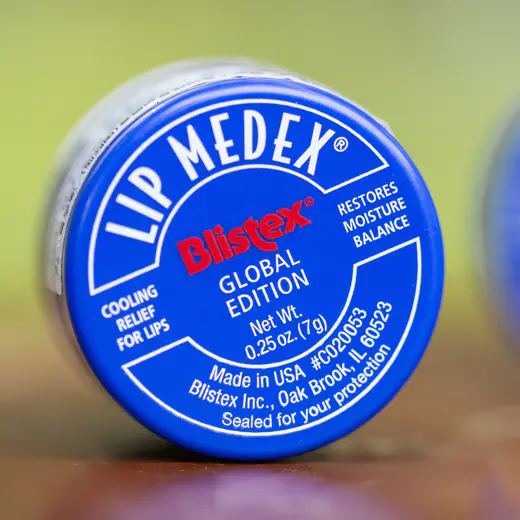 LIP MEDEX®
Blistex®
GLOBAL
EDITION
Net Wt.
0.25 oz. (7g)
COOLING
RELIEF
FOR LIPS
RESTORES
MOISTURE
BALANCE
Made in USA #C020053
Blistex Inc., Oak Brook, IL 60523
Sealed for your protection